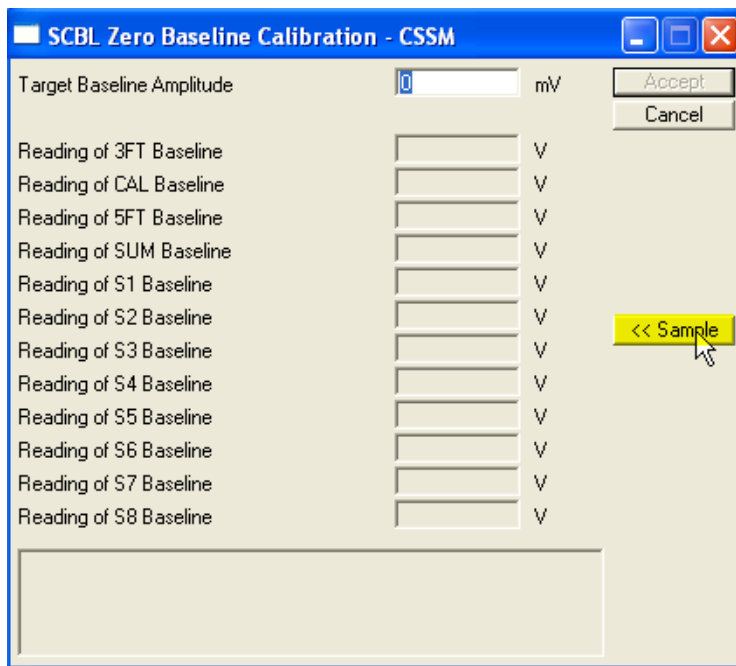 SCBL Zero Baseline Calibration - CSSM
Target Baseline Amplitude 0 mV Accept
Cancel
Reading of 3FT Baseline V
Reading of CAL Baseline V
Reading of 5FT Baseline V
Reading of SUM Baseline V
Reading of S1 Baseline V
Reading of S2 Baseline V
<< Sample
Reading of S3 Baseline V
Reading of S4 Baseline V
Reading of S5 Baseline V
Reading of S6 Baseline V
Reading of S7 Baseline V
Reading of S8 Baseline V